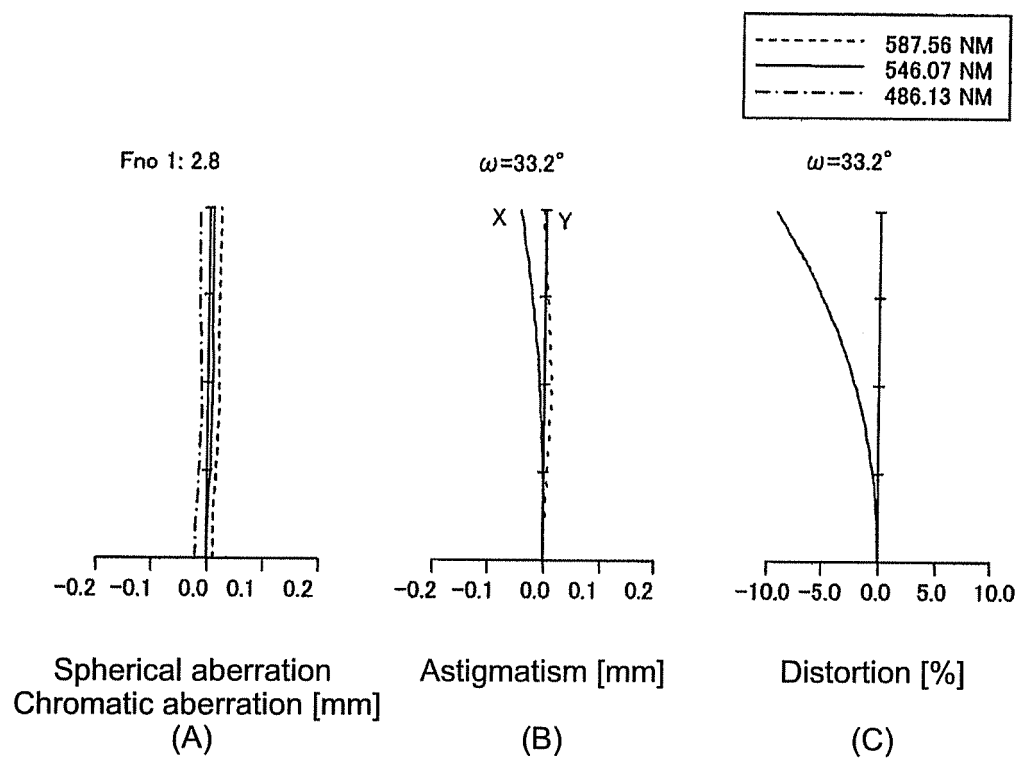 587.56 NM
546.07 NM
486.13 NM
Fno 1: 2.8
ω=33.2°
ω=33.2°
X
Y
-0.2 -0.1 0.0 0.1 0.2
-0.2 -0.1 0.0 0.1 0.2
-10.0 -5.0 0.0 5.0 10.0
Spherical aberration
Chromatic aberration [mm]
(A)
Astigmatism [mm]
(B)
Distortion [%]
(C)